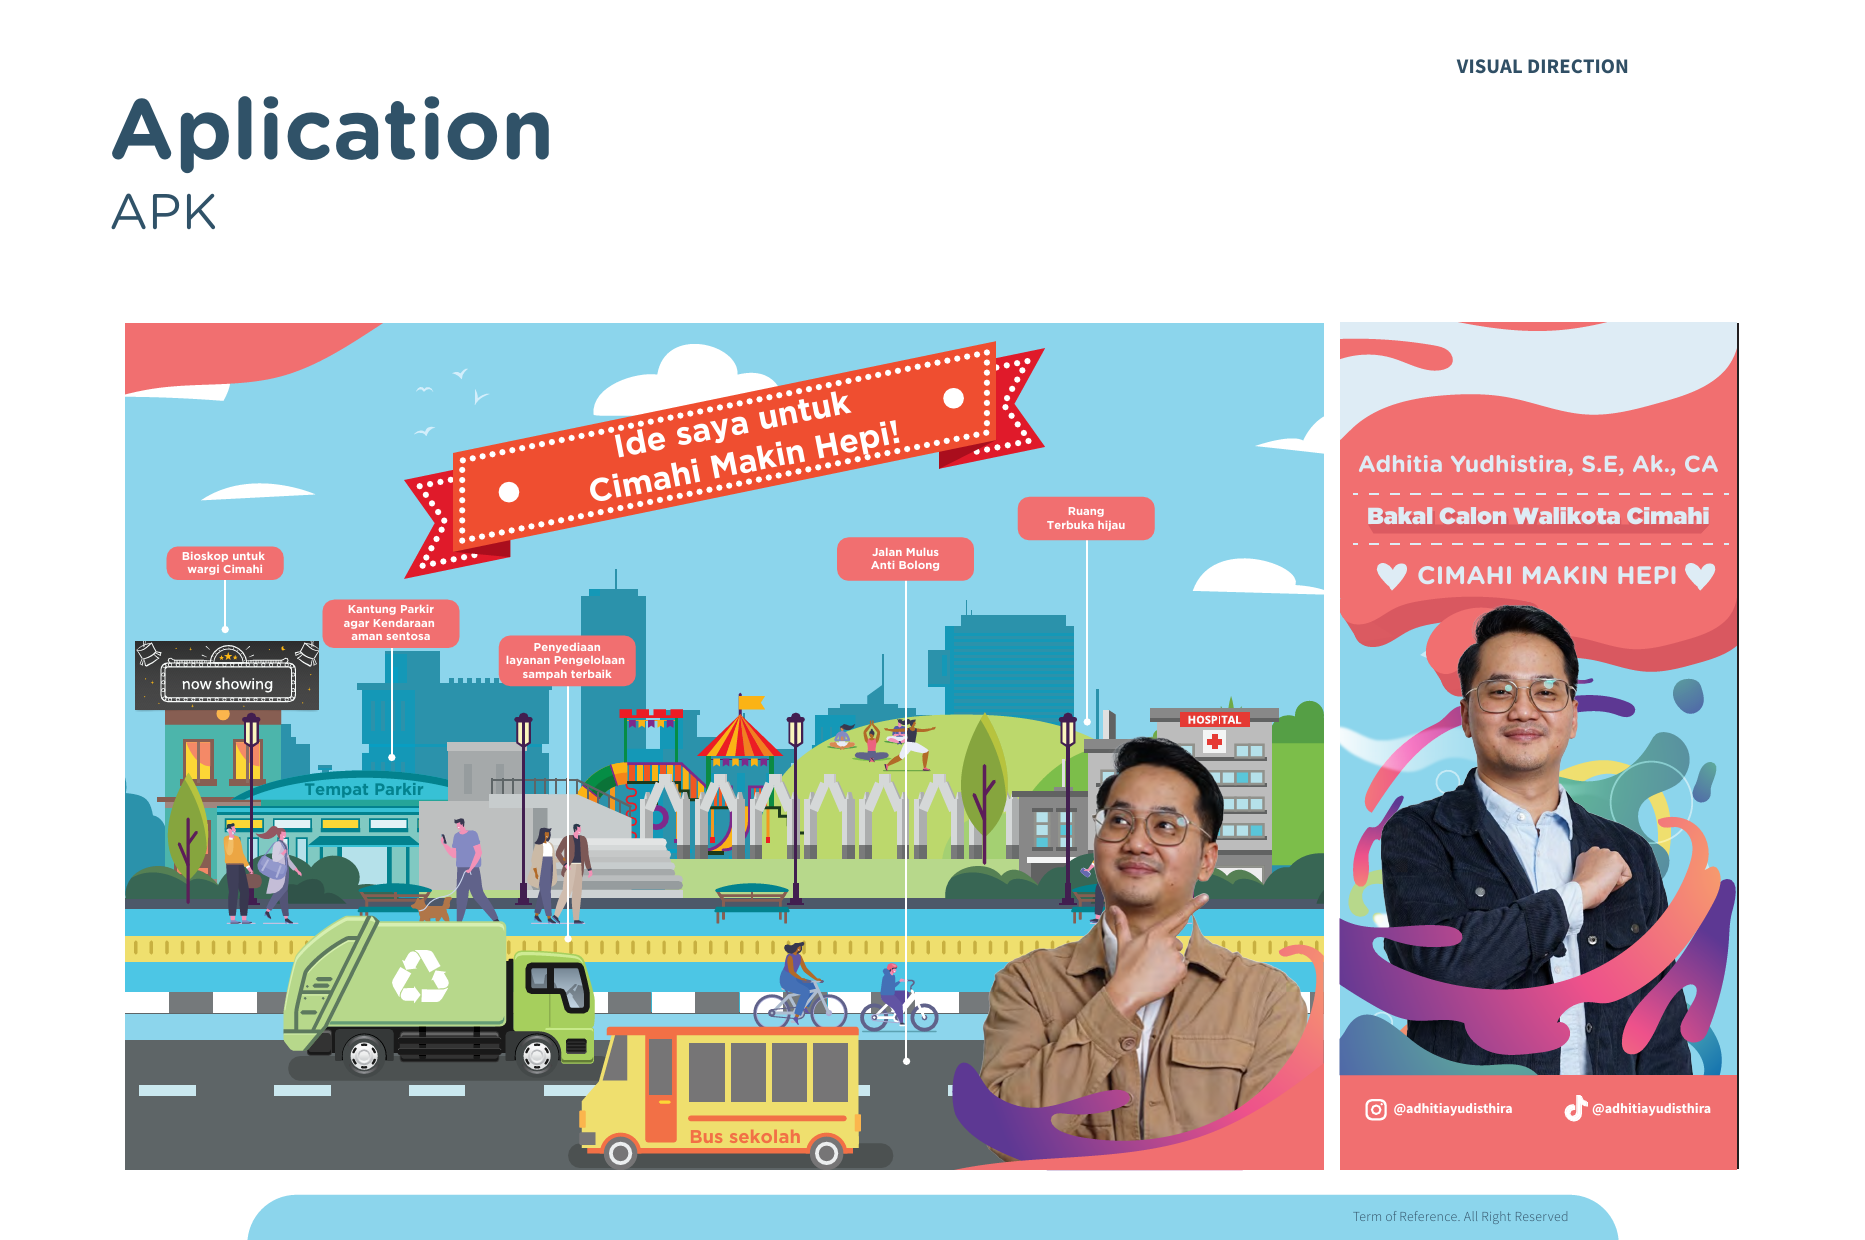 VISUAL DIRECTION
Aplication
APK
Ide saya untuk
Cimahi Makin Hepi!
Bioskop untuk
wargi Cimahi
Kantung Parkir
agar Kendaraan
aman sentosa
Penyediaan
layanan Pengelolaan
sampah terbaik
Jalan Mulus
Anti Bolong
Ruang
Terbuka hijau
now showing
Tempat Parkir
HOSPITAL
Bus sekolah
Adhitia Yudhistira, S.E, Ak., CA
Bakal Calon Walikota Cimahi
CIMAHI MAKIN HEPI
@adhitiayudisthira
@adhitiayudisthira
Term of Reference. All Right Reserved